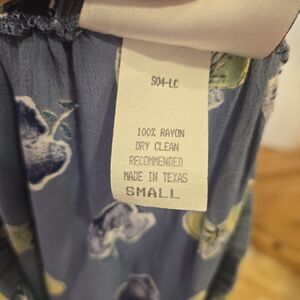 S04-LC
100% RAYON
DRY CLEAN
RECOMMENDED
MADE IN TEXAS
SMALL